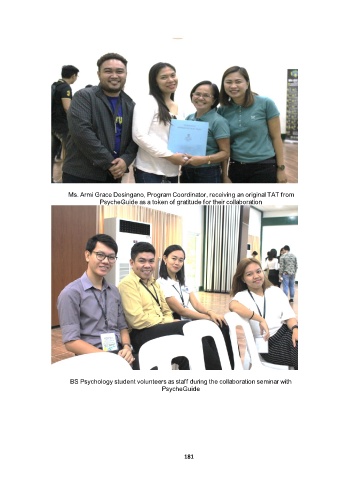 Ms. Armi Grace Desingano, Program Coordinator, receiving an original TAT from
PsycheGuide as a token of gratitude for their collaboration
BS Psychology student volunteers as staff during the collaboration seminar with
PsycheGuide
181